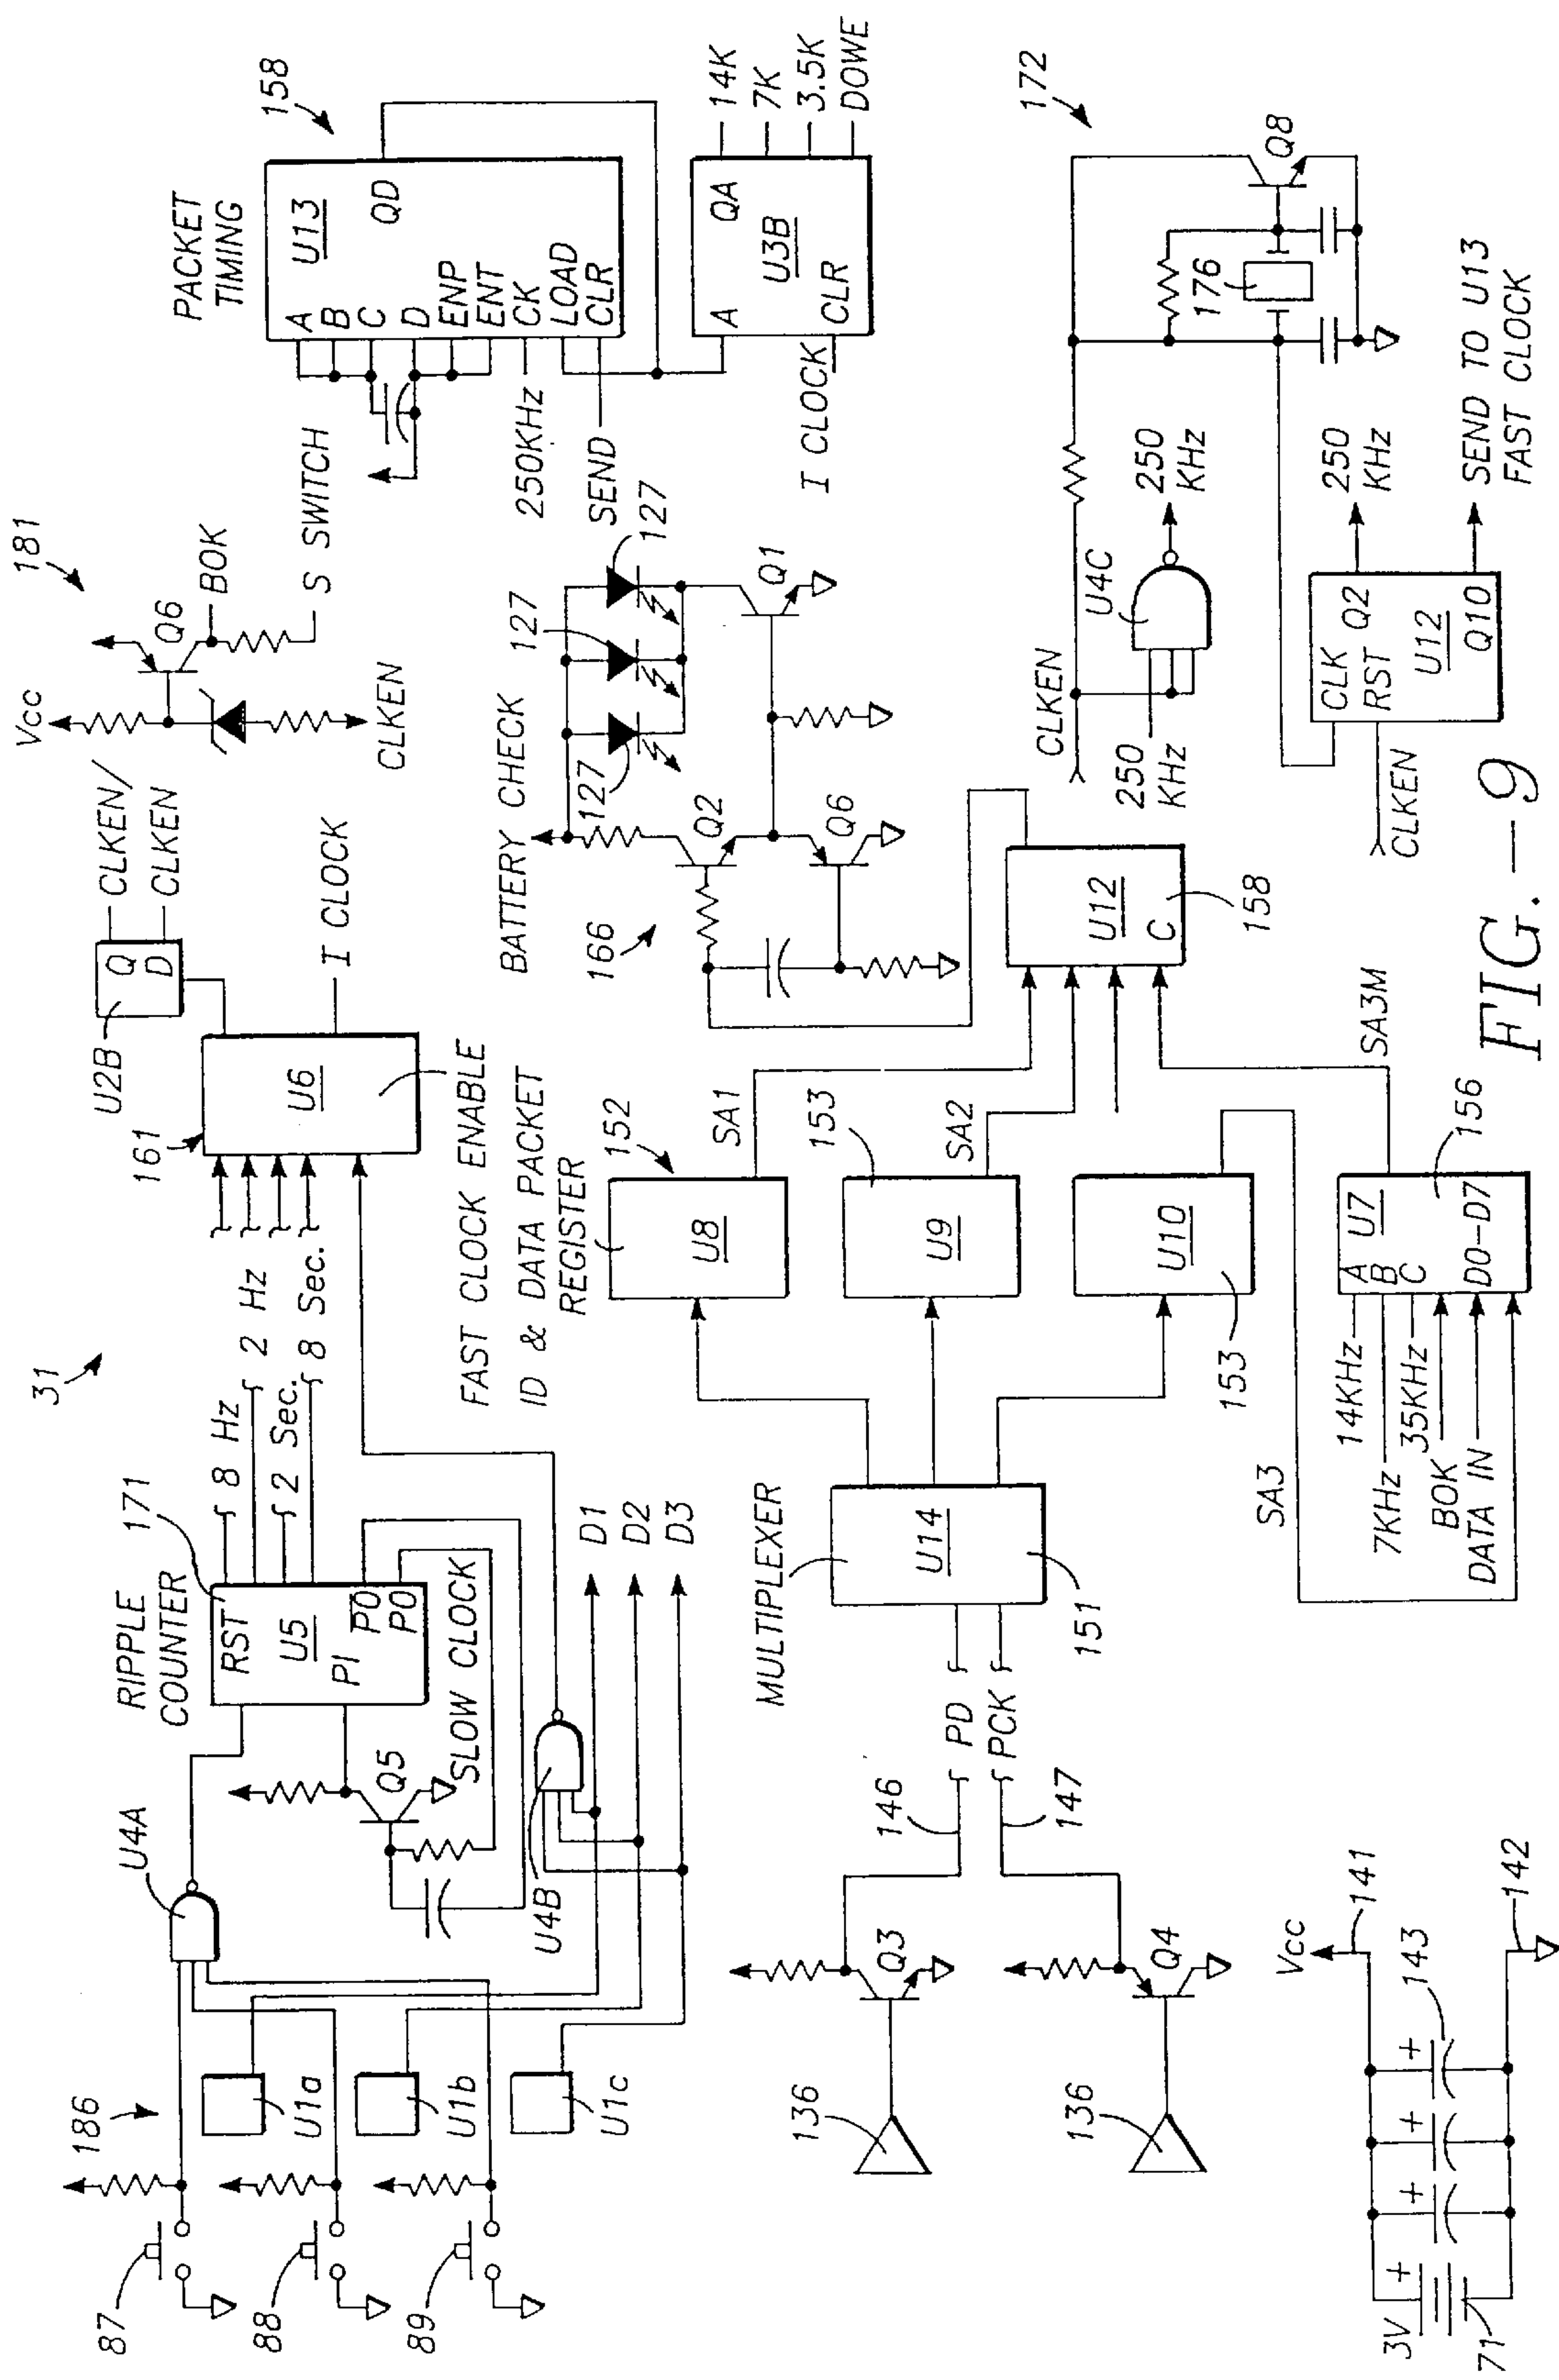 31
87
88
89
186
U4A
RIPPLE
COUNTER
171
RST
U5
PI
PO
PO
8 Hz
2 Hz
2 Sec.
8 Sec.
Q5
SLOW CLOCK
U4B
U1a
U1b
U1c
D1
D2
D3
161
U6
U2B
Q
D
CLKEN/
CLKEN
I CLOCK
FAST CLOCK ENABLE
181
Vcc
Q6
BOK
S SWITCH
CLKEN
PACKET
TIMING
158
U13
A
B
C
D
ENP
ENT
CK
LOAD
CLR
QD
250KHz
SEND
A
QA
U3B
CLR
I CLOCK
14K
7K
3.5K
DOWE
BATTERY CHECK
166
Q2
Q6
Q1
127
127
127
ID & DATA PACKET
REGISTER
152
U8
SA1
153
U9
SA2
U10
153
MULTIPLEXER
U14
151
PD
PCK
146
147
136
Q3
136
Q4
U12
C
158
SA3
SA3M
14KHz
7KHz
35KHz
BOK
DATA IN
A
B
C
D0-D7
U7
156
172
CLKEN
250
KHz
U4C
250
KHz
176
Q8
CLK
RST
Q2
U12
Q10
CLKEN
250
KHz
SEND TO U13
FAST CLOCK
3V
71
+
+
+
+
143
Vcc
141
142
FIG.-9